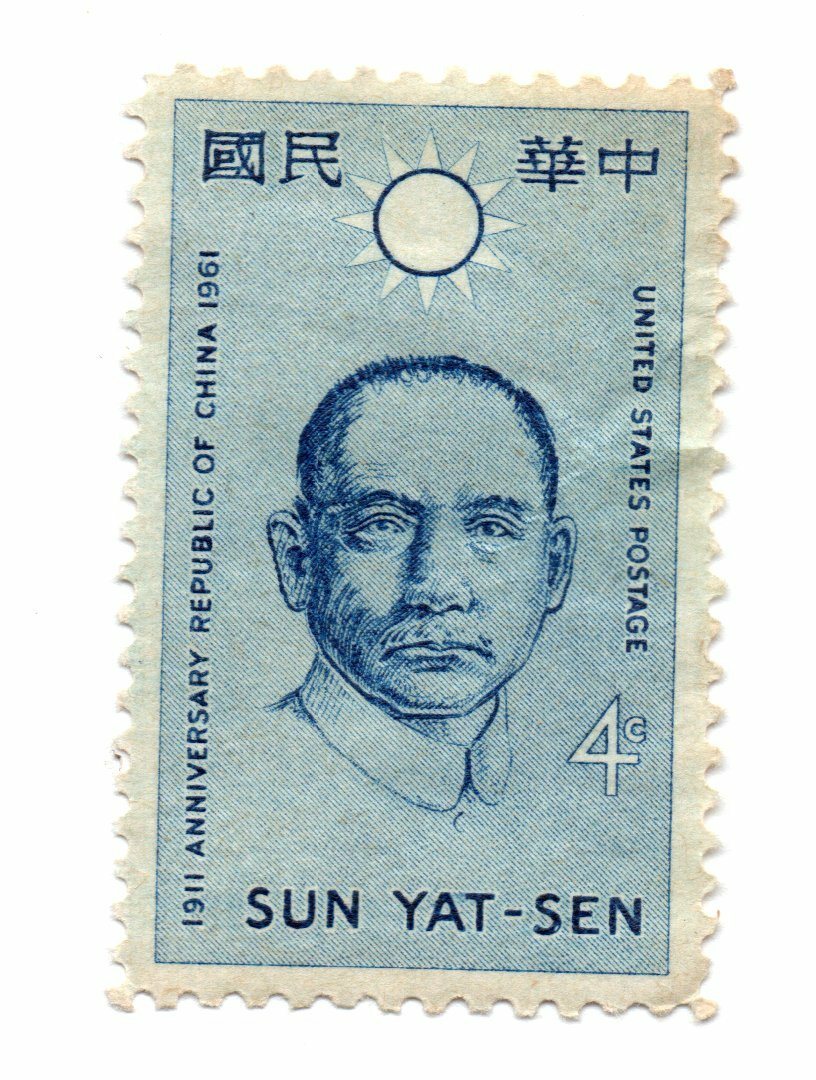 中華民國
1911 ANNIVERSARY REPUBLIC OF CHINA 1961
UNITED STATES POSTAGE
4c
SUN YAT-SEN